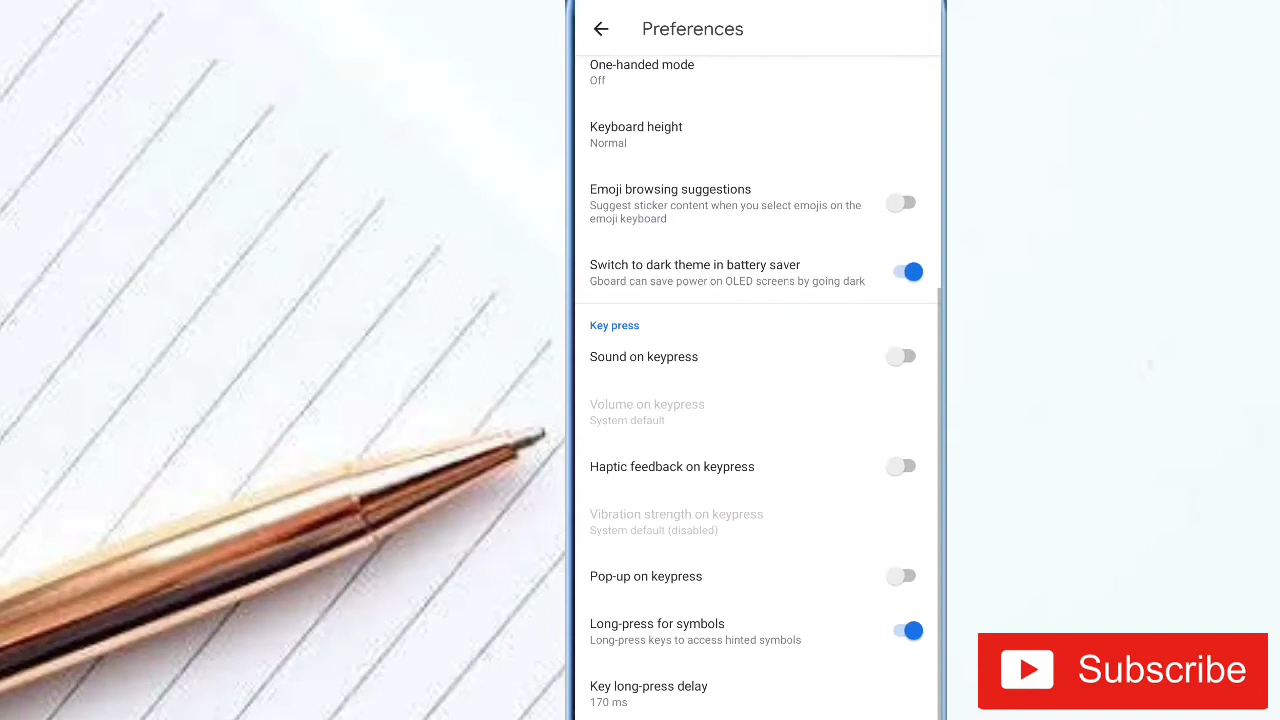 Preferences
One-handed mode
Off
Keyboard height
Normal
Emoji browsing suggestions
Suggest sticker content when you select emojis on the
emoji keyboard
Switch to dark theme in battery saver
Gboard can save power on OLED screens by going dark
Key press
Sound on keypress
Volume on keypress
System default
Haptic feedback on keypress
Vibration strength on keypress
System default (disabled)
Pop-up on keypress
Long-press for symbols
Long-press keys to access hinted symbols
Key long-press delay
170 ms
Subscribe